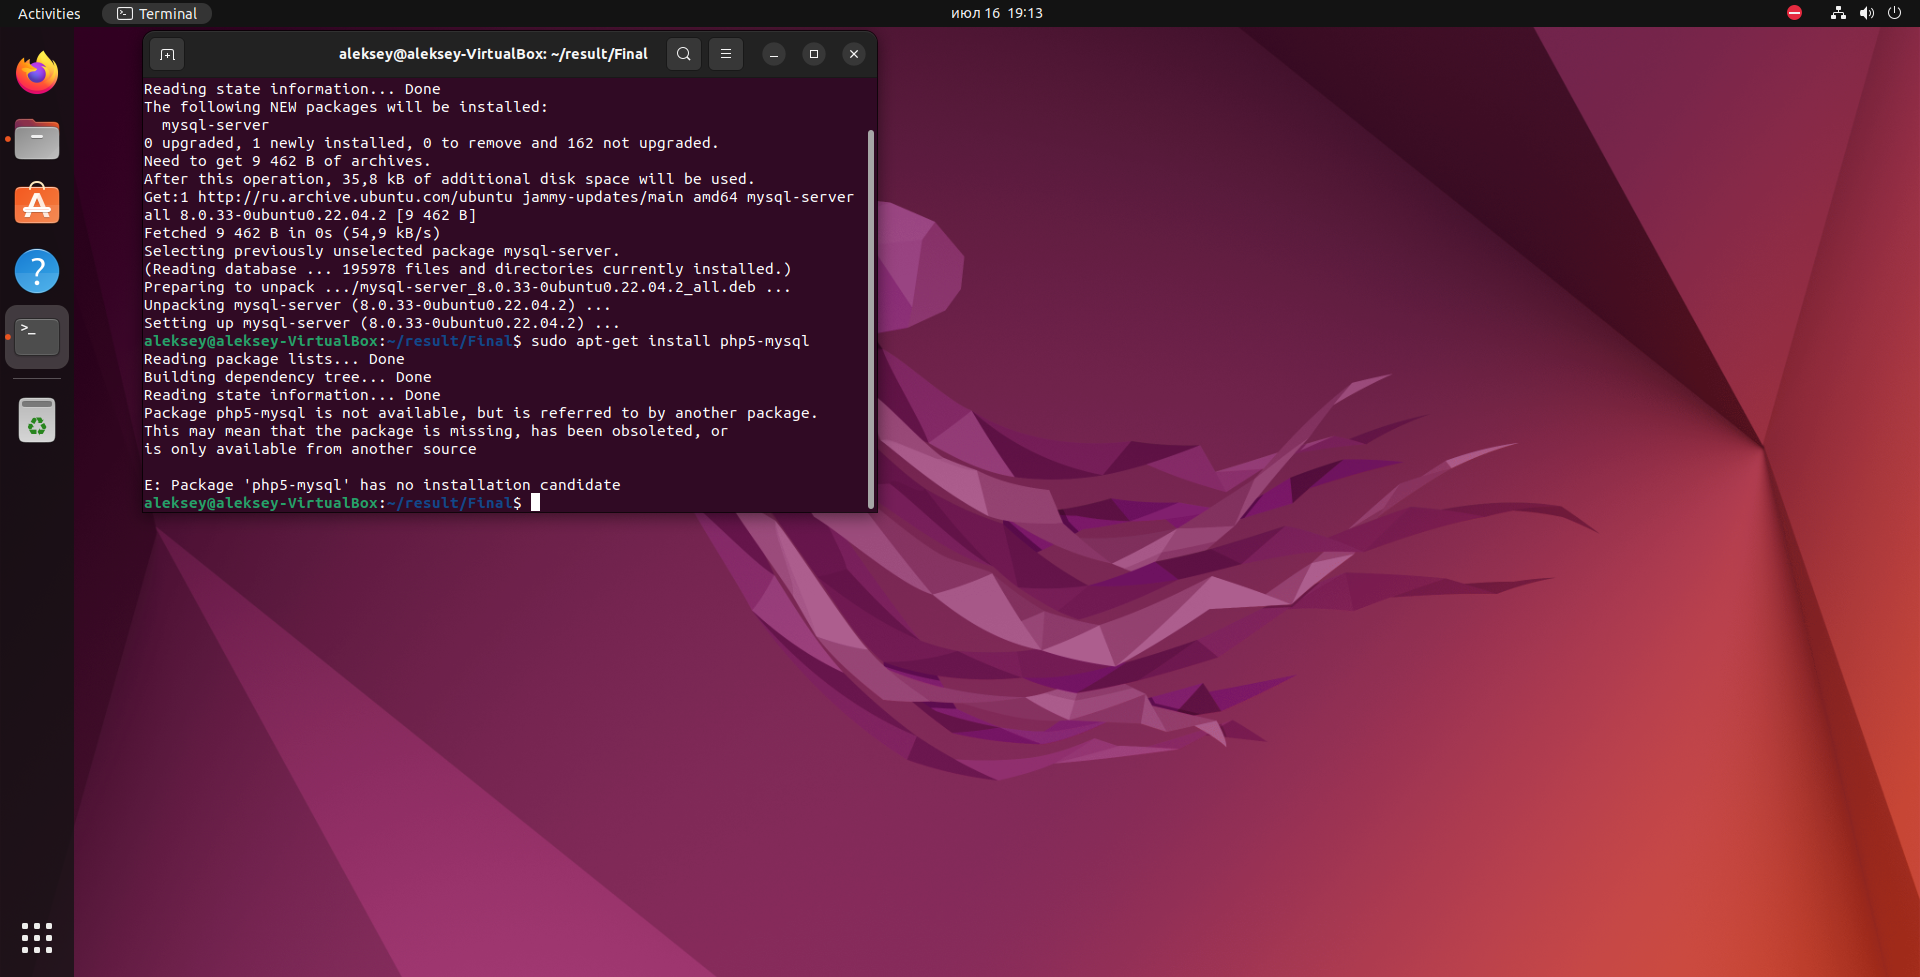 Activities
Terminal
июл 16 19:13
aleksey@aleksey-VirtualBox: ~/result/Final
Reading state information... Done
The following NEW packages will be installed:
  mysql-server
0 upgraded, 1 newly installed, 0 to remove and 162 not upgraded.
Need to get 9 462 B of archives.
After this operation, 35,8 kB of additional disk space will be used.
Get:1 http://ru.archive.ubuntu.com/ubuntu jammy-updates/main amd64 mysql-server
all 8.0.33-0ubuntu0.22.04.2 [9 462 B]
Fetched 9 462 B in 0s (54,9 kB/s)
Selecting previously unselected package mysql-server.
(Reading database ... 195978 files and directories currently installed.)
Preparing to unpack .../mysql-server_8.0.33-0ubuntu0.22.04.2_all.deb ...
Unpacking mysql-server (8.0.33-0ubuntu0.22.04.2) ...
Setting up mysql-server (8.0.33-0ubuntu0.22.04.2) ...
aleksey@aleksey-VirtualBox:~/result/Final$ sudo apt-get install php5-mysql
Reading package lists... Done
Building dependency tree... Done
Reading state information... Done
Package php5-mysql is not available, but is referred to by another package.
This may mean that the package is missing, has been obsoleted, or
is only available from another source
E: Package 'php5-mysql' has no installation candidate
aleksey@aleksey-VirtualBox:~/result/Final$